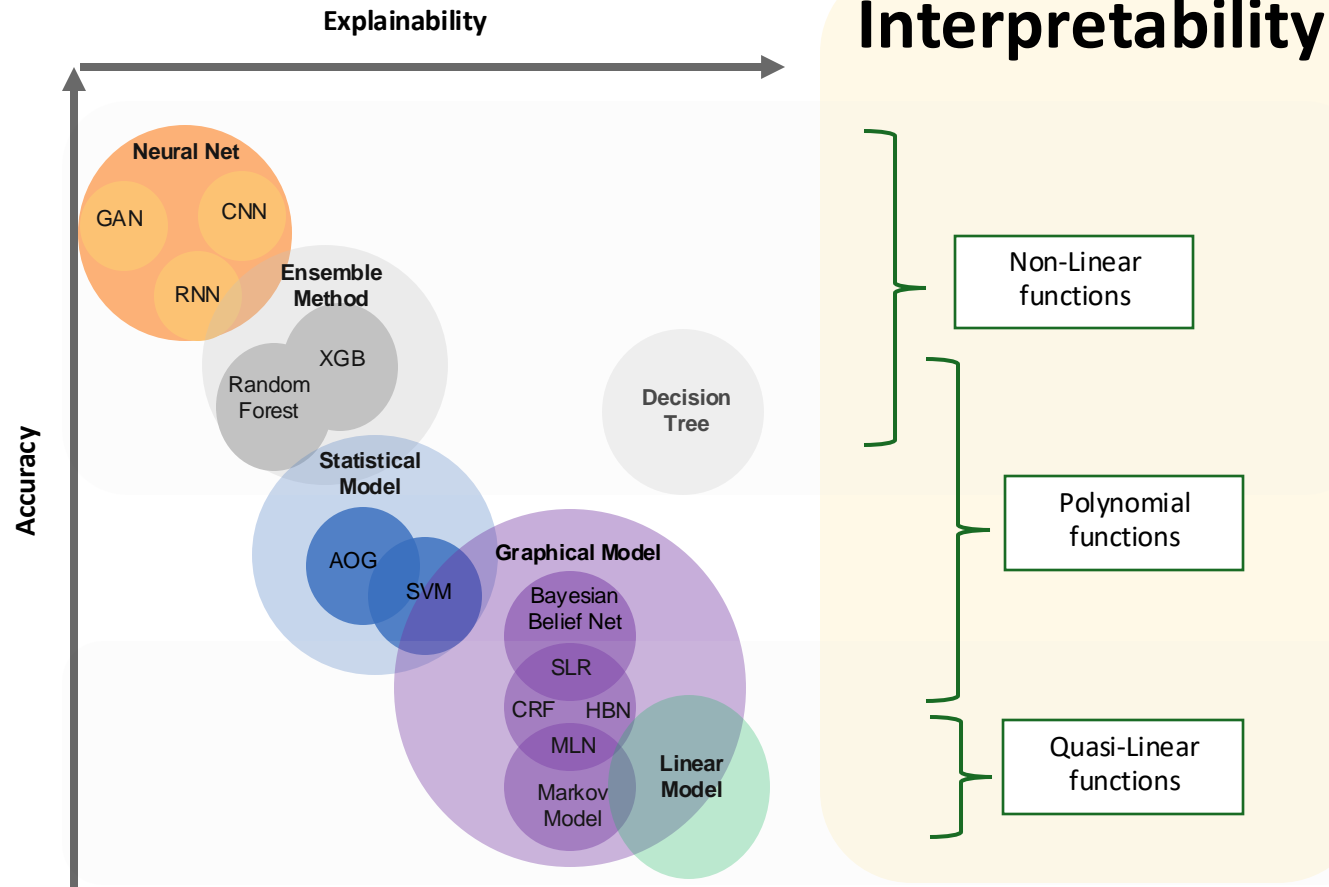 Explainability
Interpretability
Accuracy
Neural Net
GAN
CNN
RNN
Ensemble
Method
XGB
Random
Forest
Decision
Tree
Statistical
Model
AOG
SVM
Graphical Model
Bayesian
Belief Net
SLR
CRF
HBN
MLN
Markov
Model
Linear
Model
Non-Linear
functions
Polynomial
functions
Quasi-Linear
functions